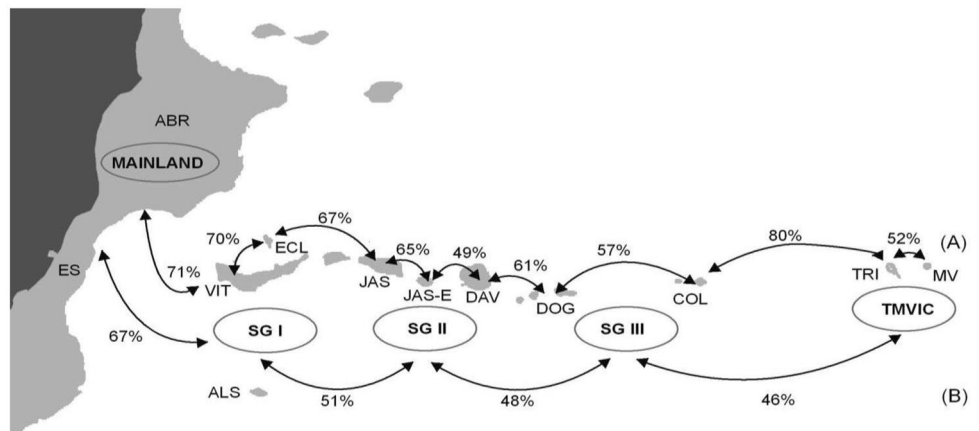 ABR
MAINLAND
67%
80%
52%
(A)
70%
ECL
65%
49%
57%
ES
71%
VIT
JAS
61%
TRI
MV
JAS-E
DAV
DOG
COL
67%
SG I
SG II
SG III
TMVIC
ALS
51%
48%
46%
(B)